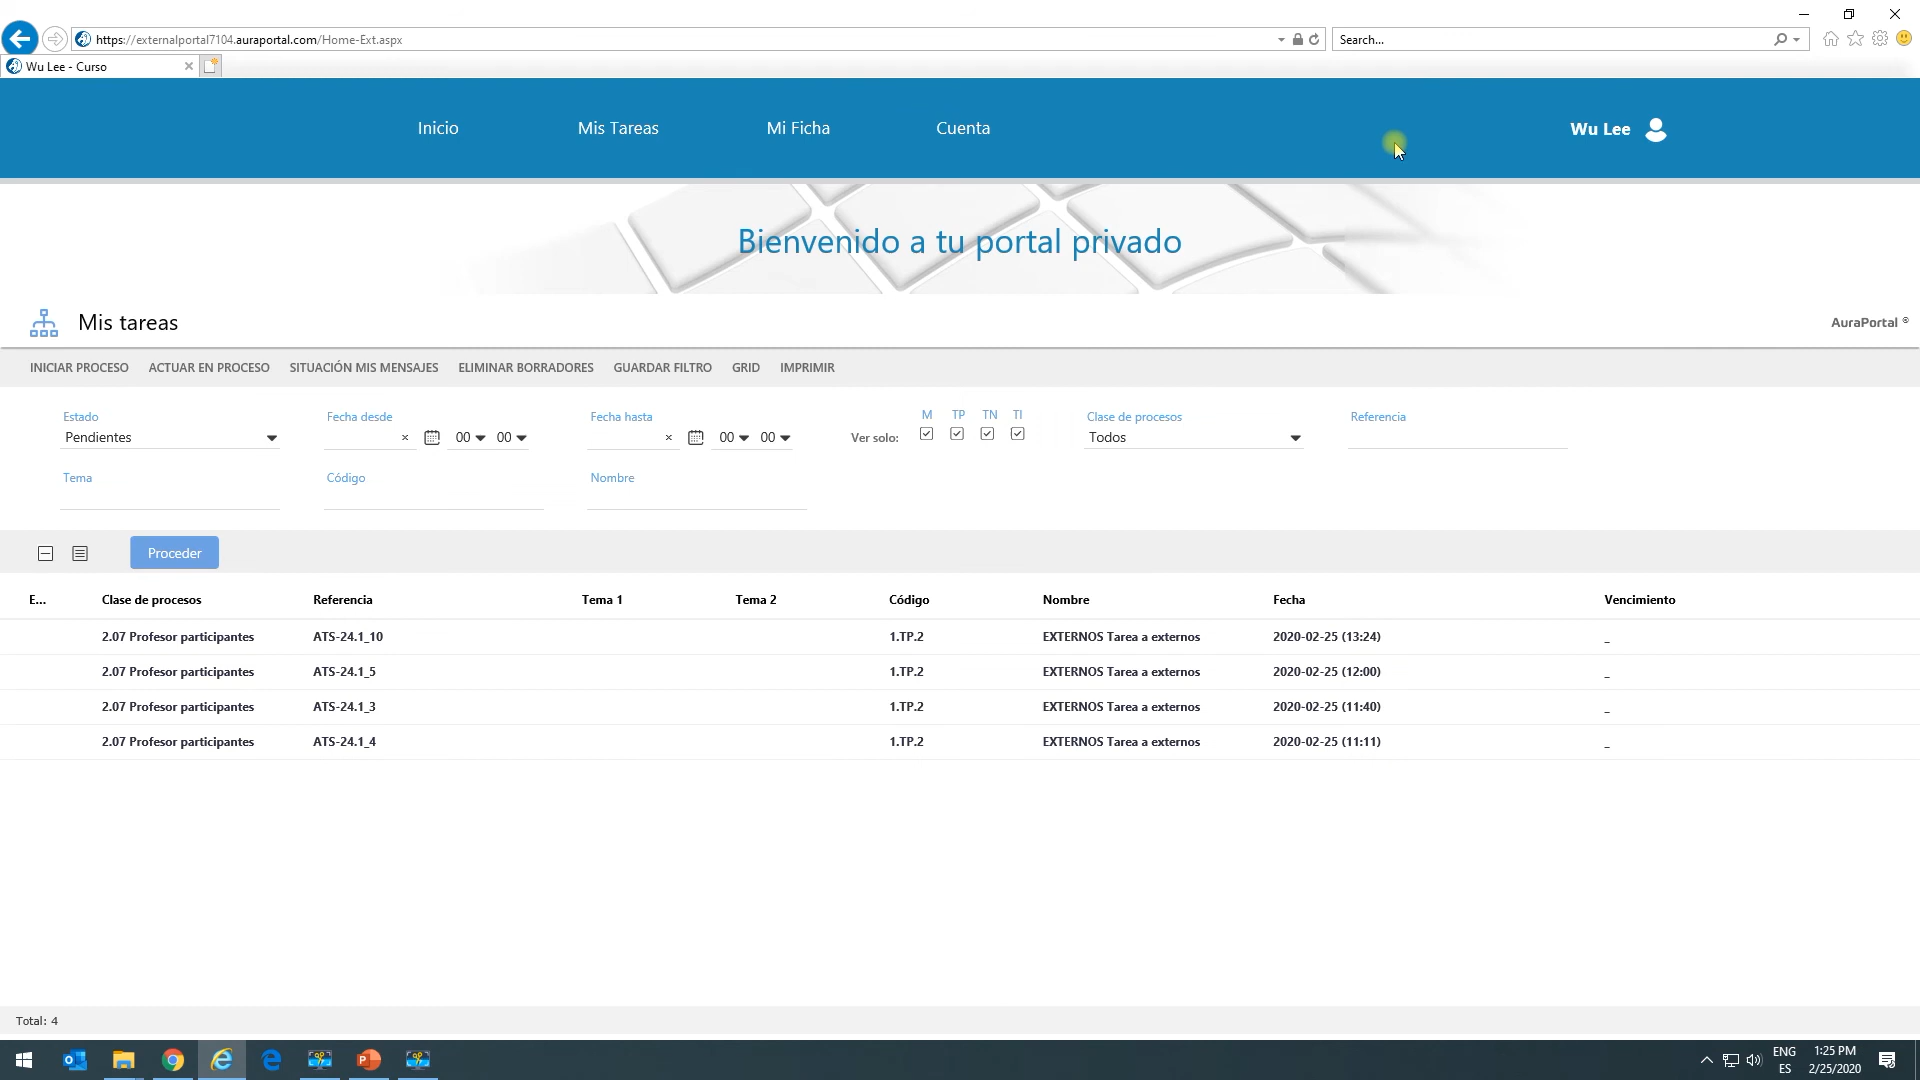 https://externalportal7104.auraportal.com/Home-Ext.aspx
Search...
Wu Lee - Curso
Inicio
Mis Tareas
Mi Ficha
Cuenta
Wu Lee
Bienvenido a tu portal privado
Mis tareas
AuraPortal ®
INICIAR PROCESO
ACTUAR EN PROCESO
SITUACIÓN MIS MENSAJES
ELIMINAR BORRADORES
GUARDAR FILTRO
GRID
IMPRIMIR
Estado
Pendientes
Fecha desde
00 00
Fecha hasta
00 00
Ver solo:
M TP TN TI
Clase de procesos
Todos
Referencia
Tema
Código
Nombre
Proceder
E... Clase de procesos Referencia Tema 1 Tema 2 Código Nombre Fecha Vencimiento
2.07 Profesor participantes ATS-24.1_10 1.TP.2 EXTERNOS Tarea a externos 2020-02-25 (13:24) _
2.07 Profesor participantes ATS-24.1_5 1.TP.2 EXTERNOS Tarea a externos 2020-02-25 (12:00) _
2.07 Profesor participantes ATS-24.1_3 1.TP.2 EXTERNOS Tarea a externos 2020-02-25 (11:40) _
2.07 Profesor participantes ATS-24.1_4 1.TP.2 EXTERNOS Tarea a externos 2020-02-25 (11:11) _
Total: 4
ENG
ES
1:25 PM
2/25/2020